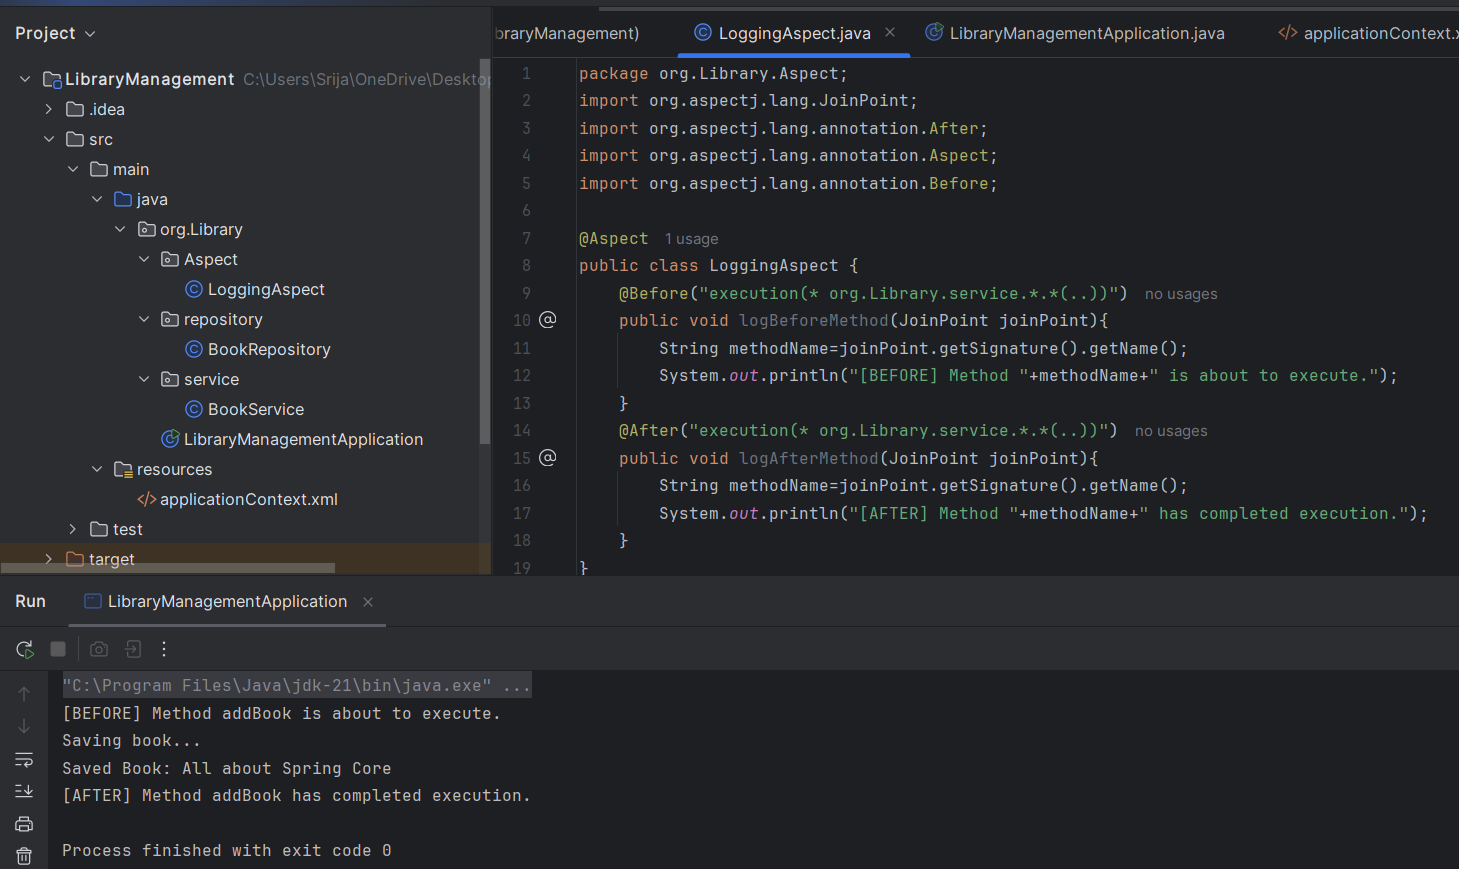 Project
LibraryManagement C:\Users\Srija\OneDrive\Desktop
.idea
src
main
java
org.Library
Aspect
LoggingAspect
repository
BookRepository
service
BookService
LibraryManagementApplication
resources
applicationContext.xml
test
target
braryManagement) LoggingAspect.java LibraryManagementApplication.java applicationContext.x
1 package org.Library.Aspect;
2 import org.aspectj.lang.JoinPoint;
3 import org.aspectj.lang.annotation.After;
4 import org.aspectj.lang.annotation.Aspect;
5 import org.aspectj.lang.annotation.Before;
6
7 @Aspect 1 usage
8 public class LoggingAspect {
9 @Before("execution(* org.Library.service.*.*(..))") no usages
10 public void logBeforeMethod(JoinPoint joinPoint){
11 String methodName=joinPoint.getSignature().getName();
12 System.out.println("[BEFORE] Method "+methodName+" is about to execute.");
13 }
14 @After("execution(* org.Library.service.*.*(..))") no usages
15 public void logAfterMethod(JoinPoint joinPoint){
16 String methodName=joinPoint.getSignature().getName();
17 System.out.println("[AFTER] Method "+methodName+" has completed execution.");
18 }
19 }
Run LibraryManagementApplication
"C:\Program Files\Java\jdk-21\bin\java.exe" ...
[BEFORE] Method addBook is about to execute.
Saving book...
Saved Book: All about Spring Core
[AFTER] Method addBook has completed execution.
Process finished with exit code 0